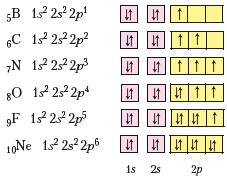 ₅B 1s² 2s² 2p¹
₆C 1s² 2s² 2p²
₇N 1s² 2s² 2p³
₈O 1s² 2s² 2p⁴
₉F 1s² 2s² 2p⁵
₁₀Ne 1s² 2s² 2p⁶
1s 2s 2p